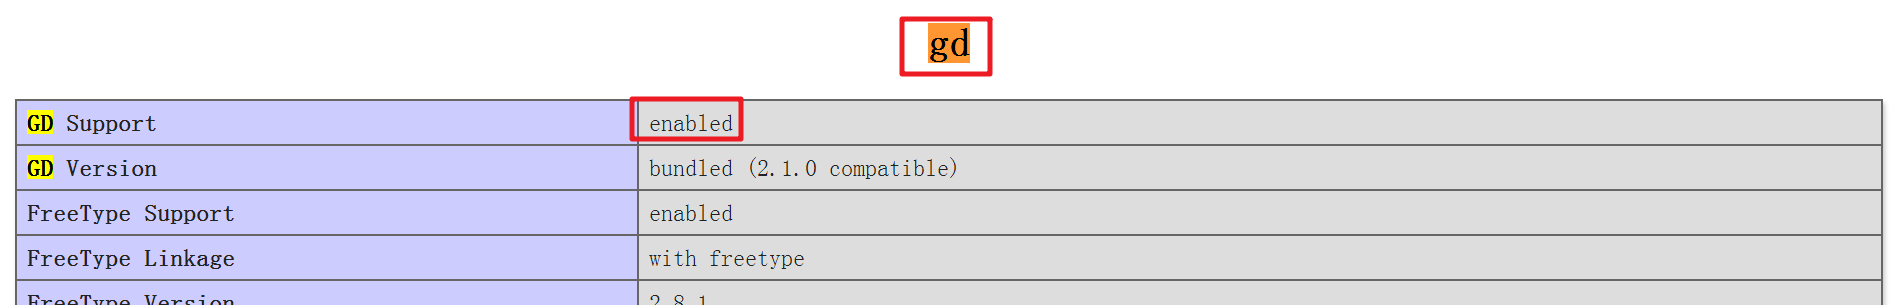 gd
GD Support enabled
GD Version bundled (2.1.0 compatible)
FreeType Support enabled
FreeType Linkage with freetype
FreeType Version 2.8.1